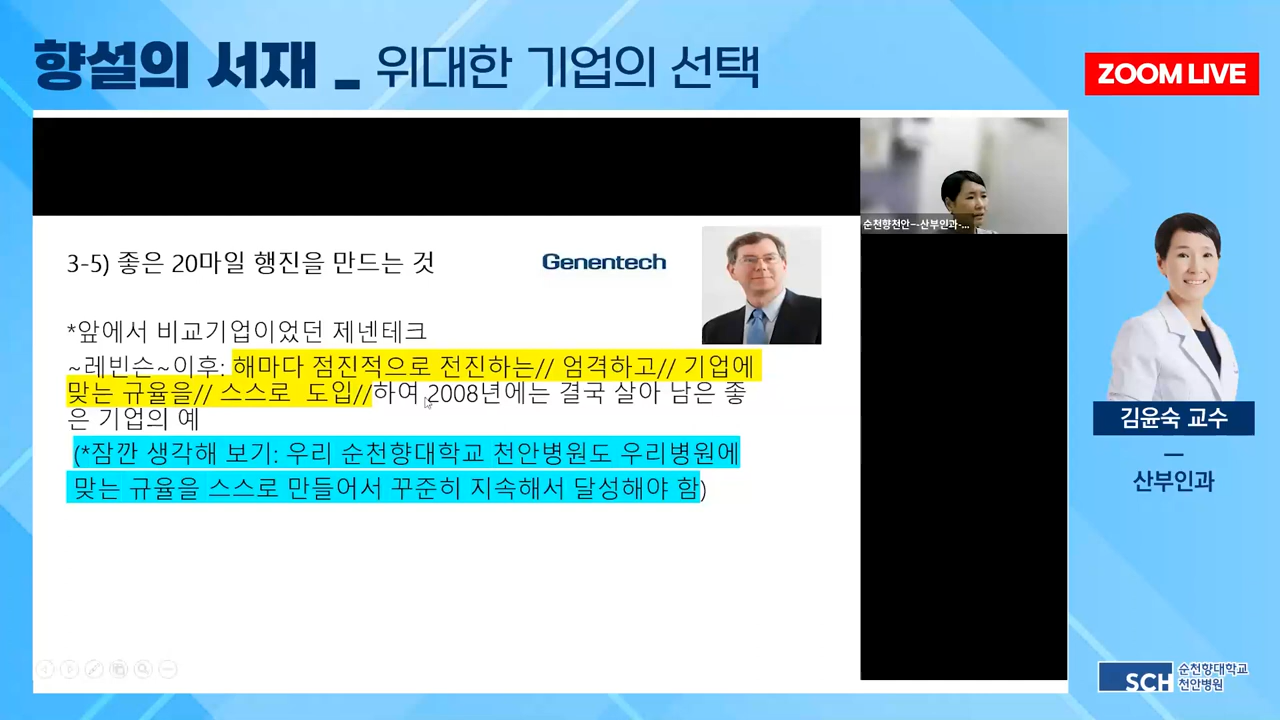 향설의 서재 _ 위대한 기업의 선택
ZOOM LIVE
순천향천안-산부인과-...
3-5) 좋은 20마일 행진을 만드는 것
Genentech
*앞에서 비교기업이었던 제넨테크
~레빈슨~이후: 해마다 점진적으로 전진하는// 엄격하고// 기업에
맞는 규율을// 스스로 도입//하여 2008년에는 결국 살아 남은 좋
은 기업의 예
(*잠깐 생각해 보기: 우리 순천향대학교 천안병원도 우리병원에
맞는 규율을 스스로 만들어서 꾸준히 지속해서 달성해야 함)
김윤숙 교수
산부인과
SCH 순천향대학교
천안병원